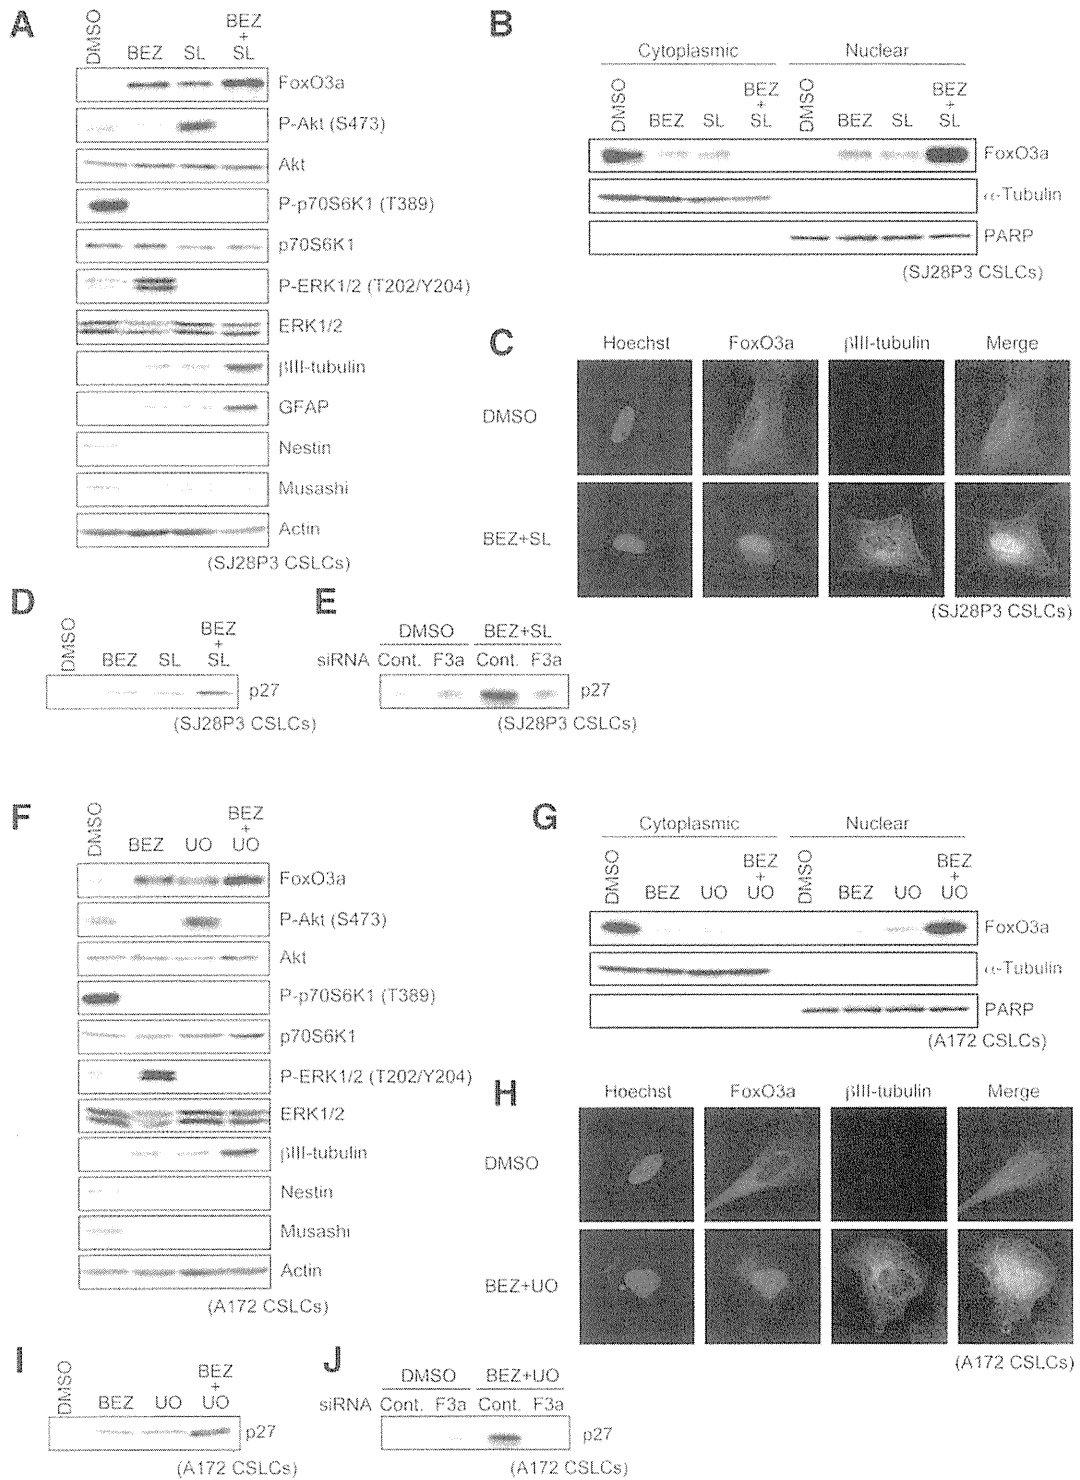 A
DMSO
BEZ
SL
BEZ
+
SL
FoxO3a
P-Akt (S473)
Akt
P-p70S6K1 (T389)
p70S6K1
P-ERK1/2 (T202/Y204)
ERK1/2
βIII-tubulin
GFAP
Nestin
Musashi
Actin
(SJ28P3 CSLCs)
B
Cytoplasmic
Nuclear
DMSO
BEZ
SL
BEZ
+
SL
DMSO
BEZ
SL
BEZ
+
SL
FoxO3a
α-Tubulin
PARP
(SJ28P3 CSLCs)
C
Hoechst
FoxO3a
βIII-tubulin
Merge
DMSO
BEZ+SL
(SJ28P3 CSLCs)
D
DMSO
BEZ
SL
BEZ
+
SL
p27
(SJ28P3 CSLCs)
E
DMSO
BEZ+SL
siRNA Cont. F3a Cont. F3a
p27
(SJ28P3 CSLCs)
F
DMSO
BEZ
UO
BEZ
+
UO
FoxO3a
P-Akt (S473)
Akt
P-p70S6K1 (T389)
p70S6K1
P-ERK1/2 (T202/Y204)
ERK1/2
βIII-tubulin
Nestin
Musashi
Actin
(A172 CSLCs)
G
Cytoplasmic
Nuclear
DMSO
BEZ
UO
BEZ
+
UO
DMSO
BEZ
UO
BEZ
+
UO
FoxO3a
α-Tubulin
PARP
(A172 CSLCs)
H
Hoechst
FoxO3a
βIII-tubulin
Merge
DMSO
BEZ+UO
(A172 CSLCs)
I
DMSO
BEZ
UO
BEZ
+
UO
p27
(A172 CSLCs)
J
DMSO
BEZ+UO
siRNA Cont. F3a Cont. F3a
p27
(A172 CSLCs)